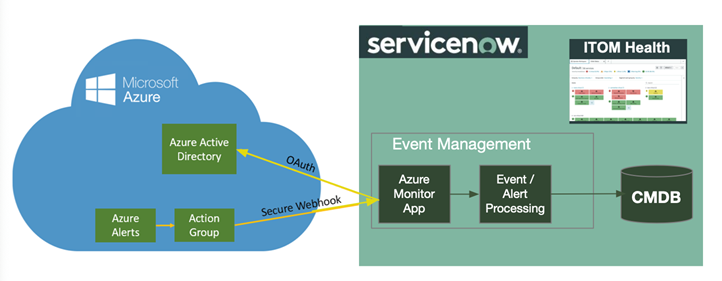 Microsoft
Azure
Azure Active
Directory
OAuth
Secure Webhook
Azure
Alerts
Action
Group
servicenow.
ITOM Health
Event Management
Azure
Monitor
App
Event /
Alert
Processing
CMDB